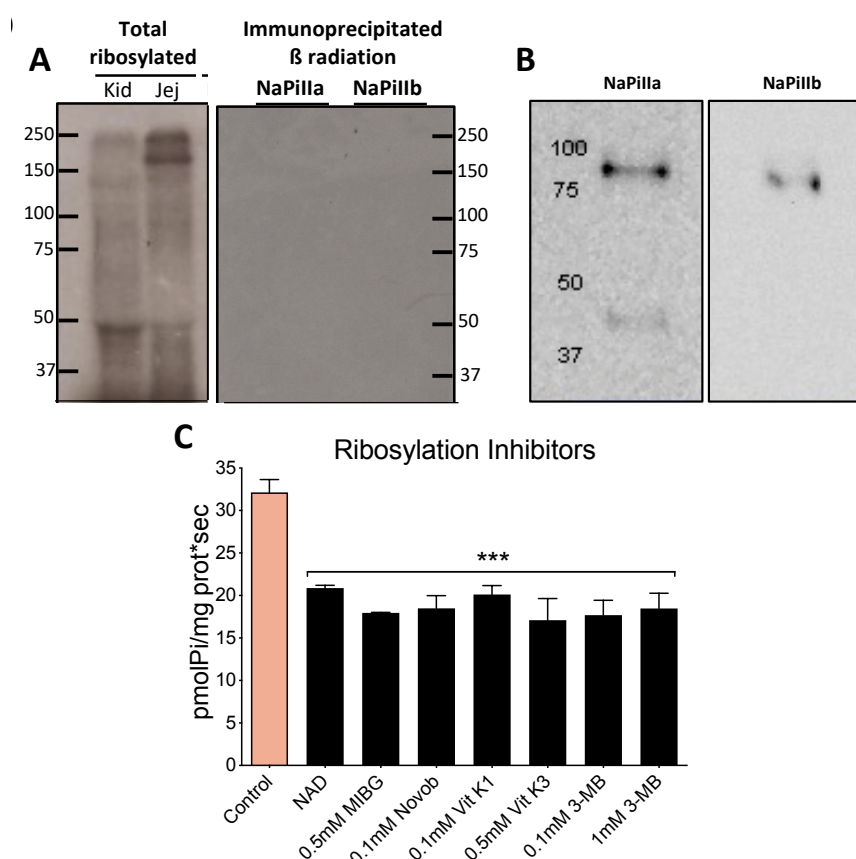 )
A
Total
ribosylated
Kid Jej
250
150
100
75
50
37
Immunoprecipitated
ß radiation
NaPiIIa NaPiIIb
250
150
100
75
50
37
B
NaPiIIa NaPiIIb
100
75
50
37
C
Ribosylation Inhibitors
pmolPi/mg prot*sec
35
30
25
20
15
10
5
0
***
Control
NAD
0.5mM MIBG
0.1mM Novob
0.1mM Vit K1
0.5mM Vit K3
0.1mM 3-MB
1mM 3-MB